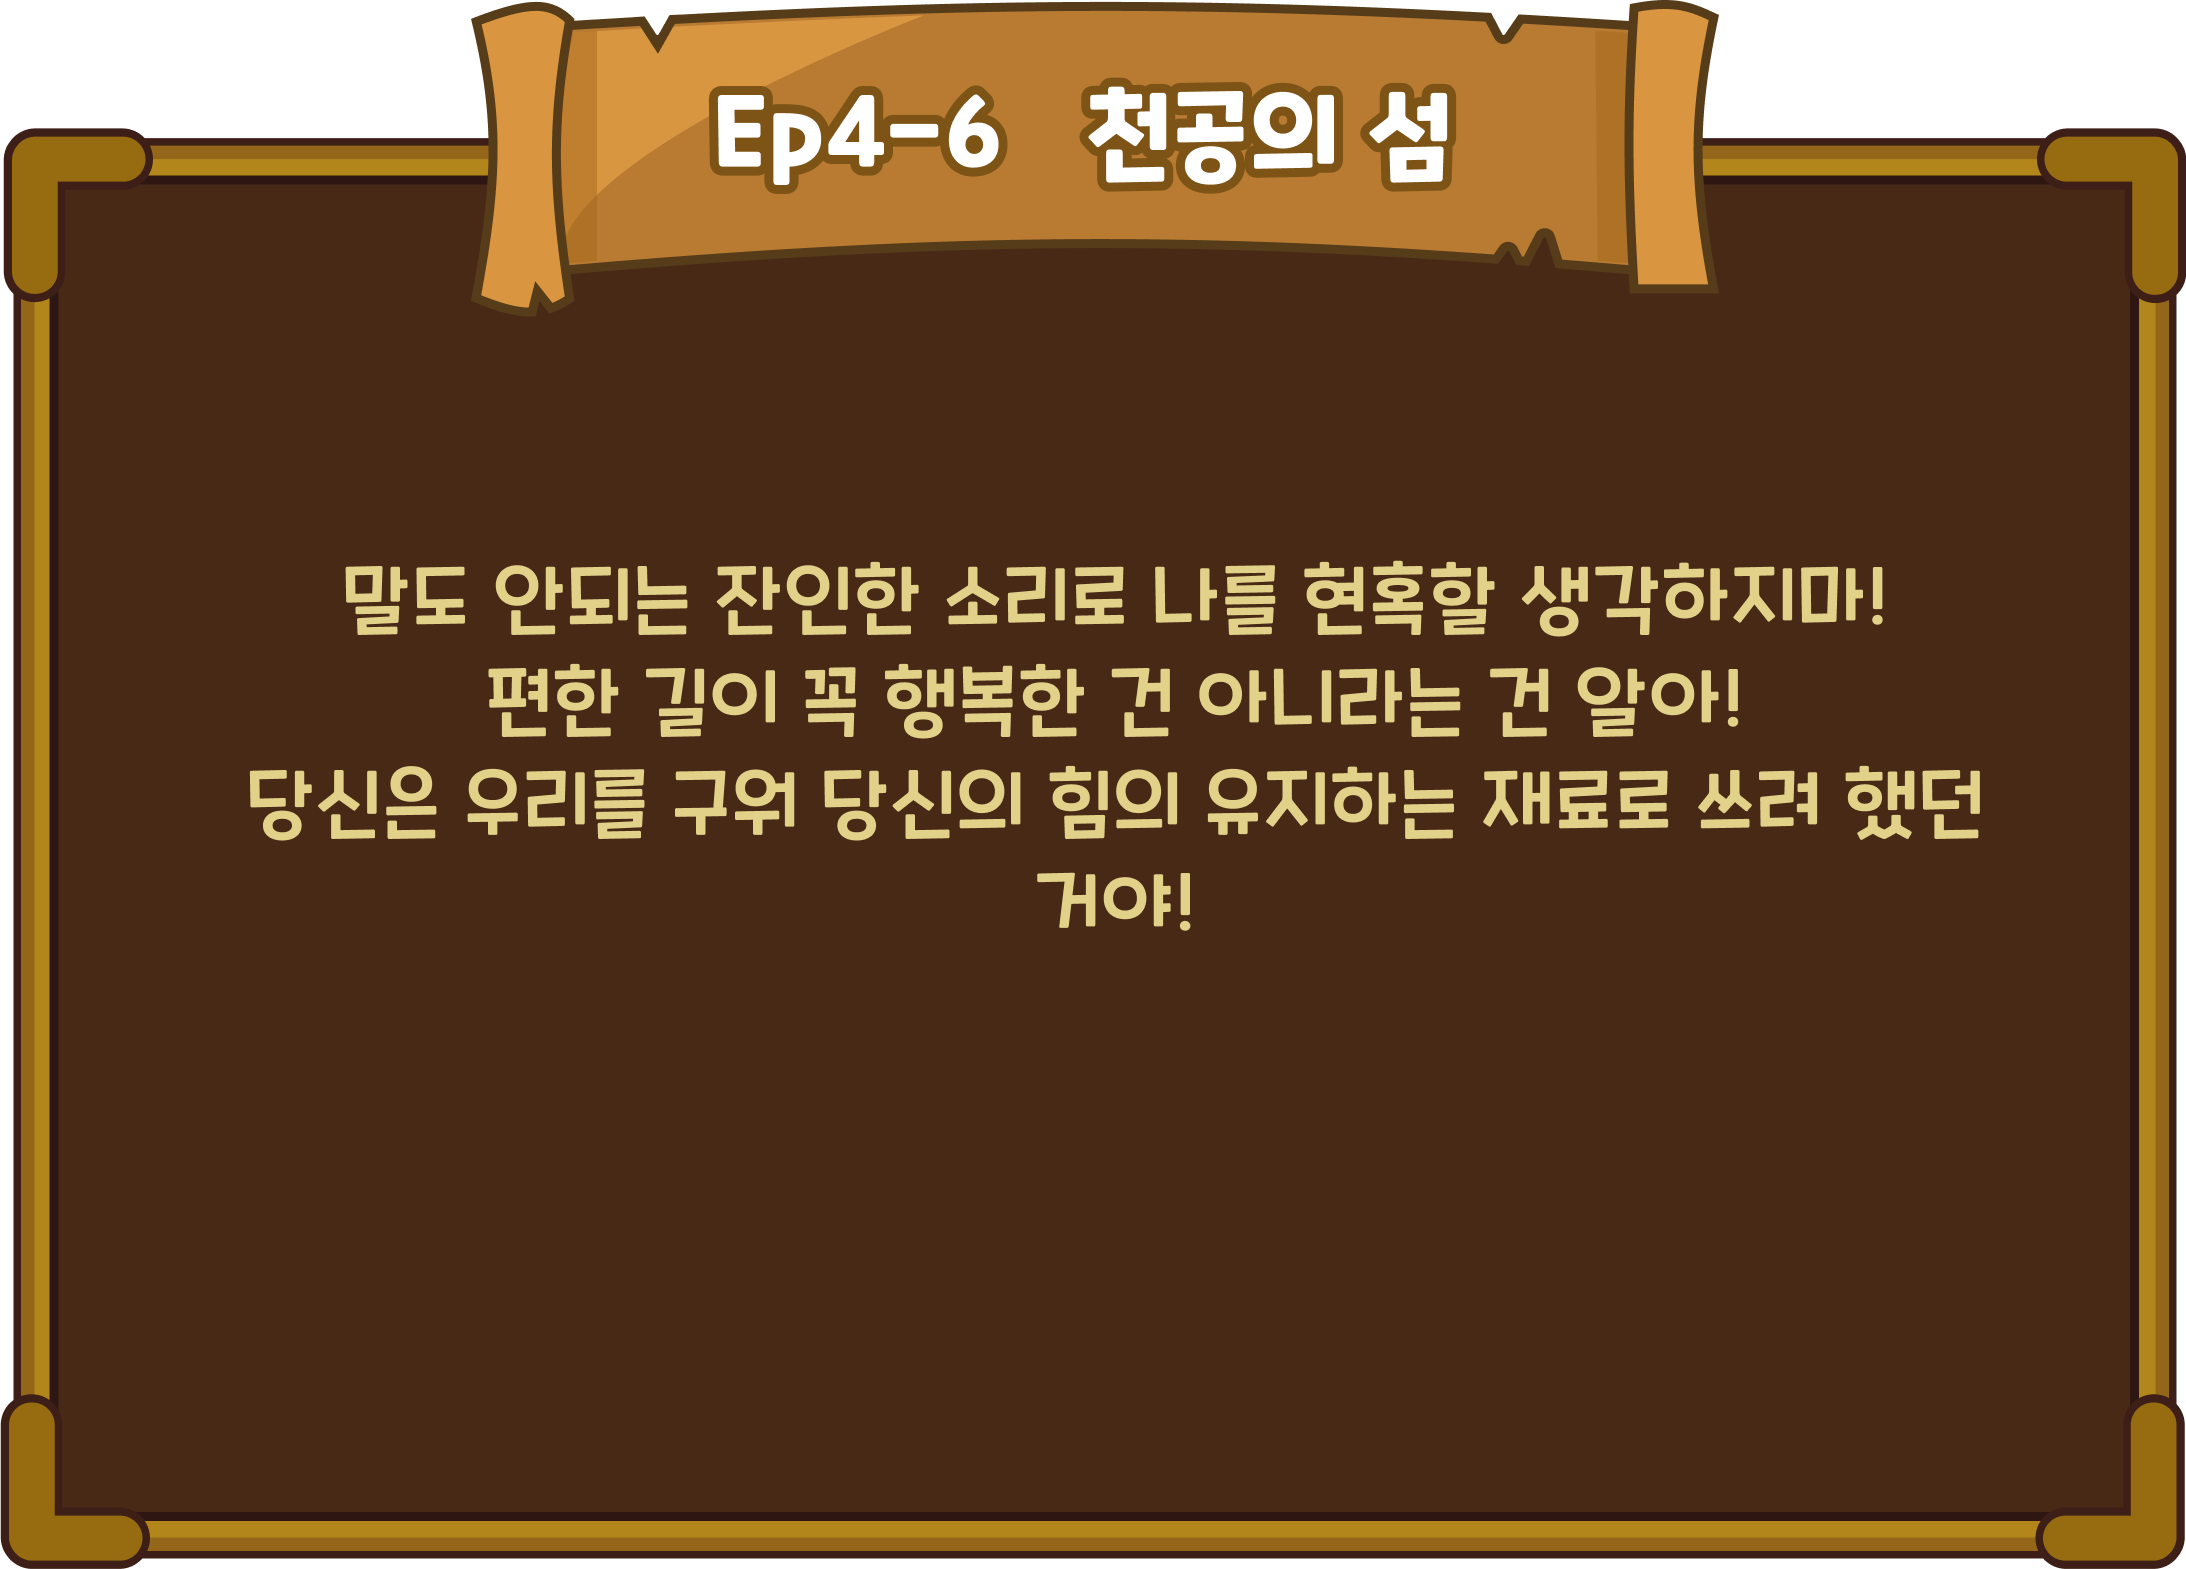 Ep4-6 천공의 섬
말도 안되는 잔인한 소리로 나를 현혹할 생각하지마!
편한 길이 꼭 행복한 건 아니라는 건 알아!
당신은 우리를 구워 당신의 힘의 유지하는 재료로 쓰려 했던
거야!